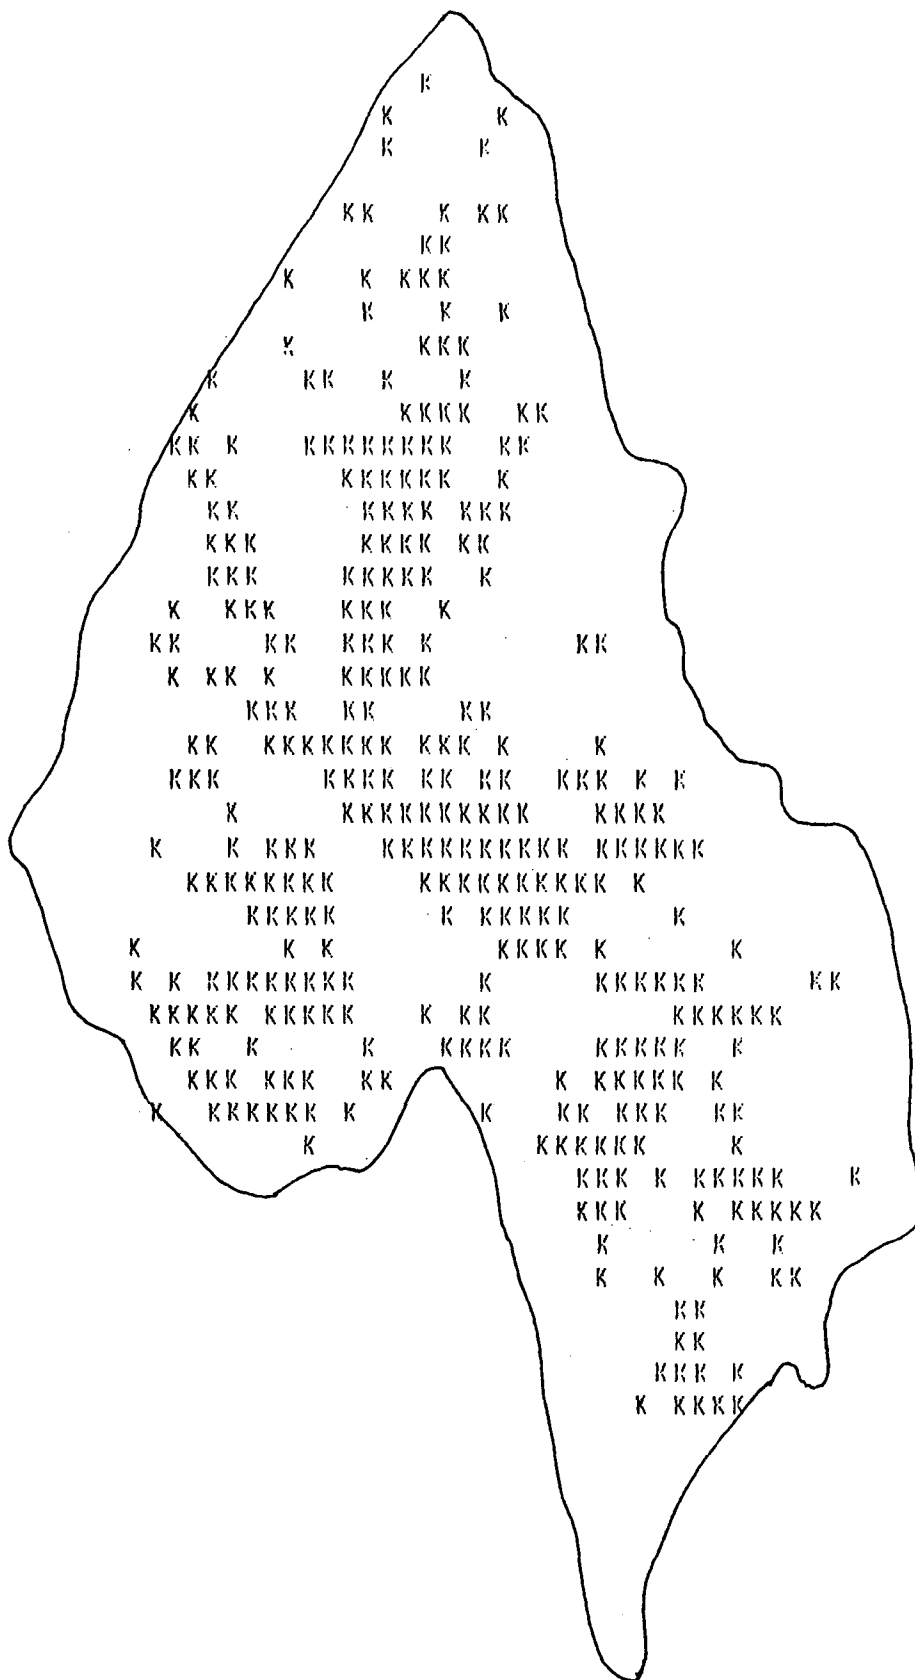 K
K K
K K
KK K KK
KK
K K KKK
K K K
K KKK
K KK K K
K KKKK KK
KK K KKKKKKKK KK
KK KKKKKK K
KK KKKK KKK
KKK KKKK KK
KKK KKKKK K
K KKK KKK K
KK KK KKK K KK
K KK K KKKKK
KKK KK KK
KK KKKKKKK KKK K K
KKK KKKK KK KK KKK K K
K KKKKKKKKKK KKKK
K K KKK KKKKKKKKKK KKKKKK
KKKKKKKK KKKKKKKKKK K
KKKKK K KKKKK K
K K K KKKK K K
K K KKKKKKKK K KKKKKK KK
KKKKK KKKKK K KK KKKKKK
KK K K KKKK KKKKK K
KKK KKK KK K KKKKK K
K KKKKKK K K KK KKK KK
K KKKKKK K
KKK K KKKKK K
KKK K KKKKK
K K K
K K K KK
KK
KK
KKK K
K KKKK